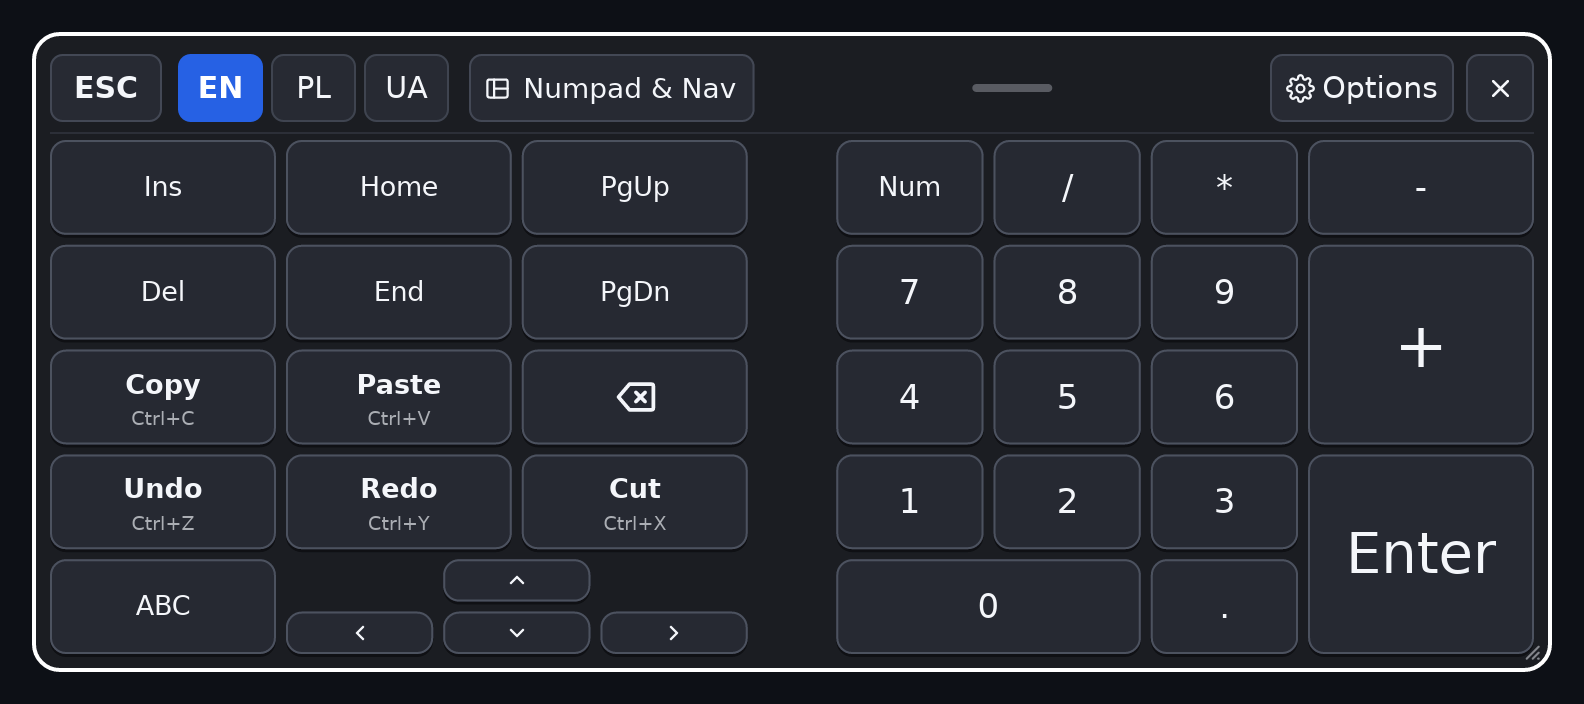 ESC EN PL UA Numpad & Nav Options
Ins Home PgUp Num / * -
Del End PgDn 7 8 9 +
Copy Paste 4 5 6
Ctrl+C Ctrl+V
Undo Redo Cut 1 2 3 Enter
Ctrl+Z Ctrl+Y Ctrl+X
ABC 0 .